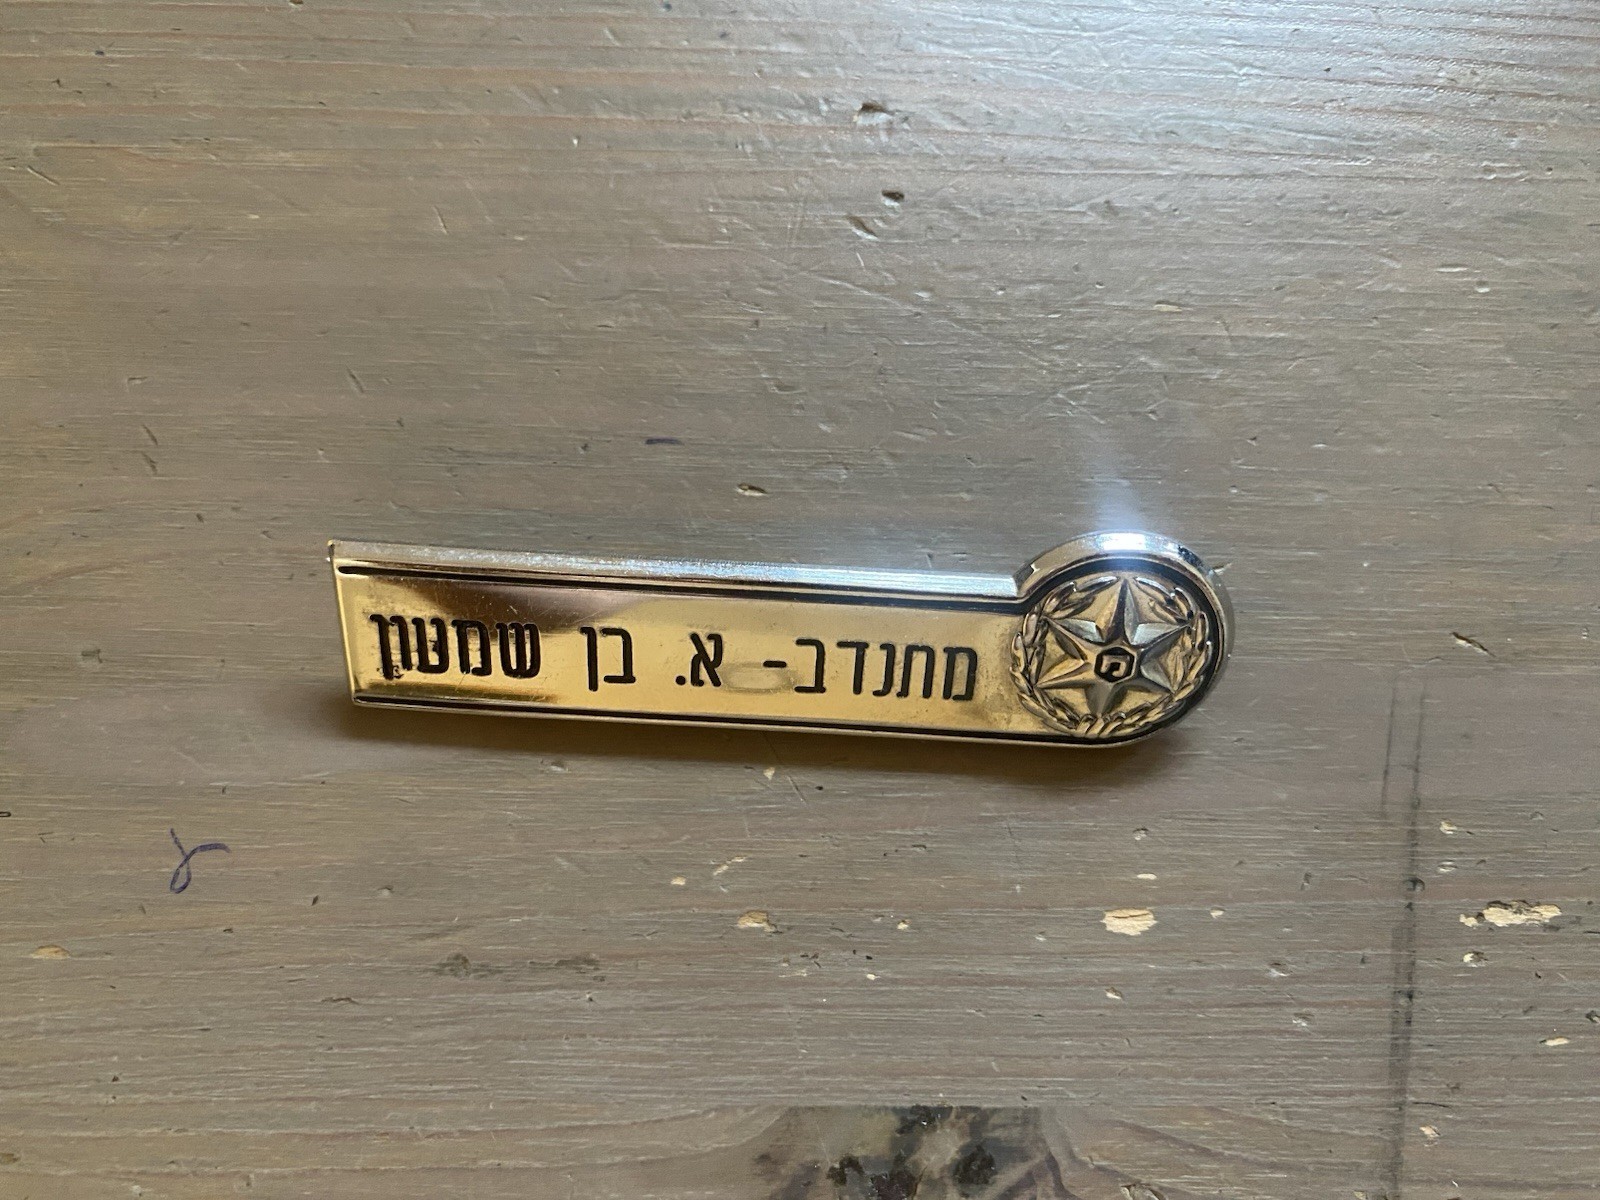 מתנדב- א. בן שמעון